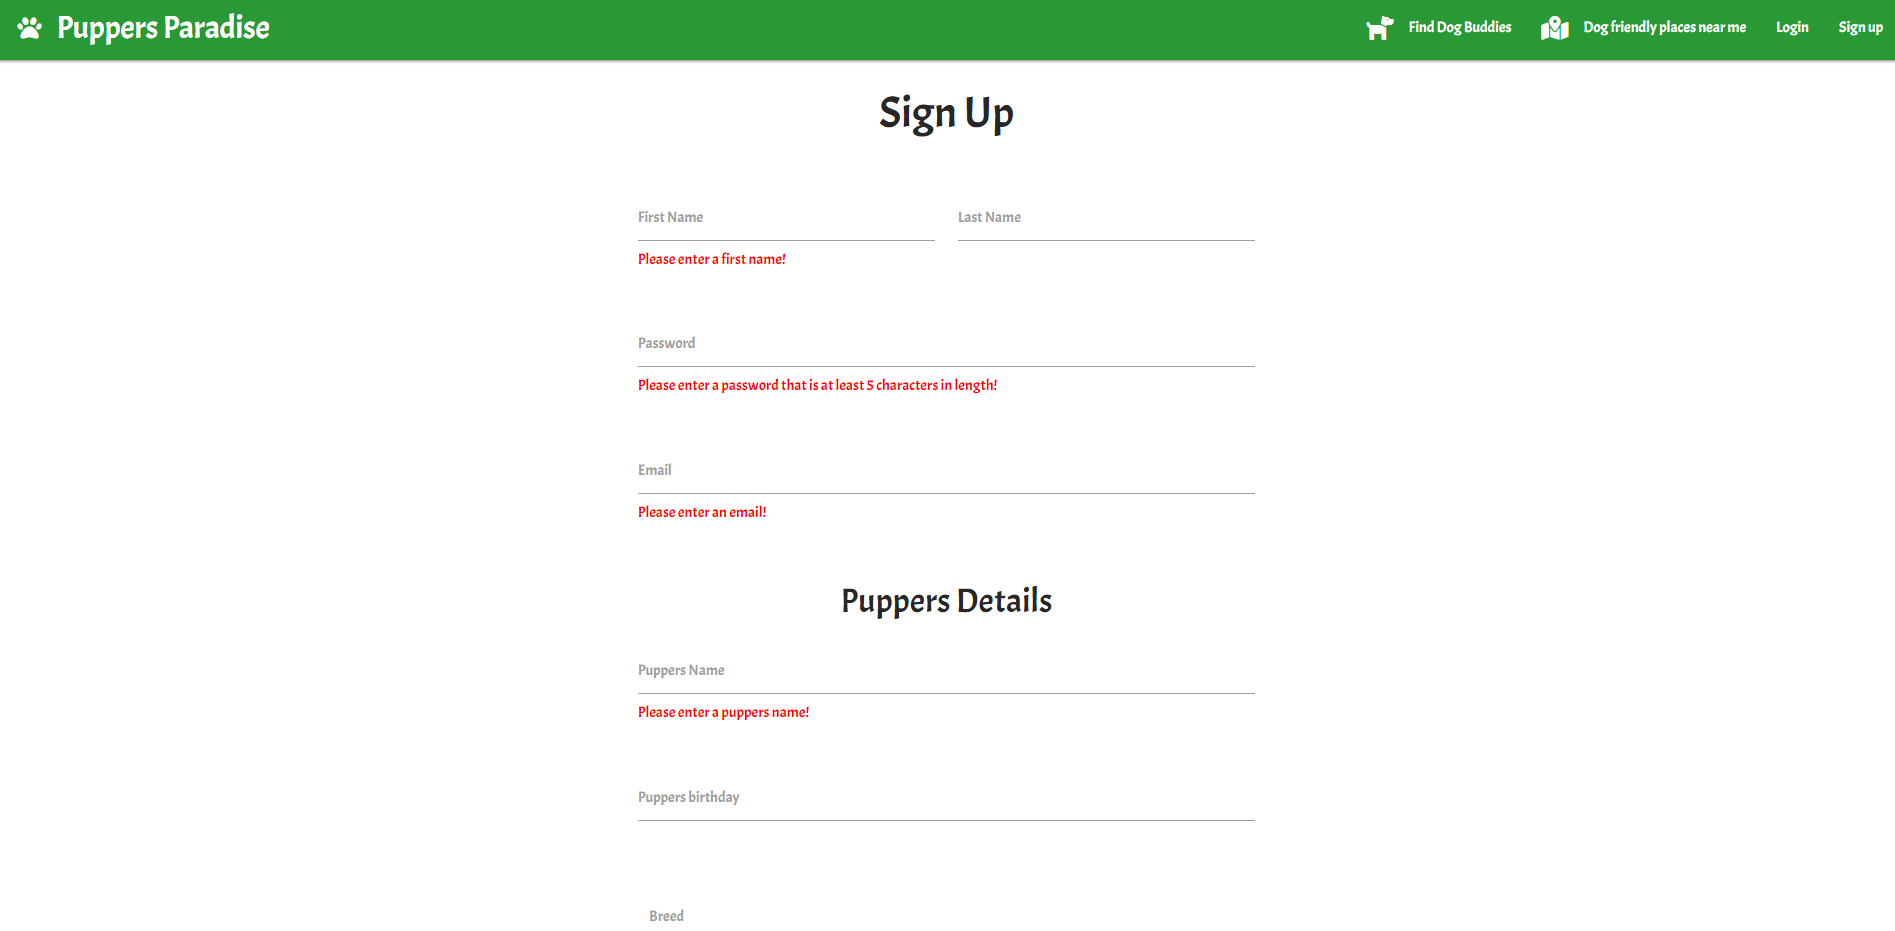 Puppers Paradise
Find Dog Buddies
Dog friendly places near me
Login
Sign up
Sign Up
First Name
Last Name
Please enter a first name!
Password
Please enter a password that is at least 5 characters in length!
Email
Please enter an email!
Puppers Details
Puppers Name
Please enter a puppers name!
Puppers birthday
Breed